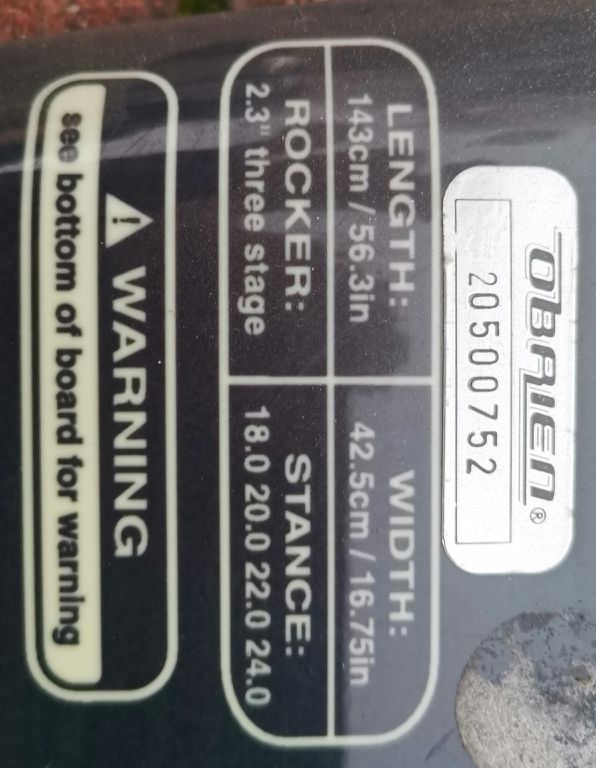 OBRIEN®
20500752
LENGTH:
143cm / 56.3in
WIDTH:
42.5cm / 16.75in
ROCKER:
2.3" three stage
STANCE:
18.0 20.0 22.0 24.0
WARNING
see bottom of board for warning